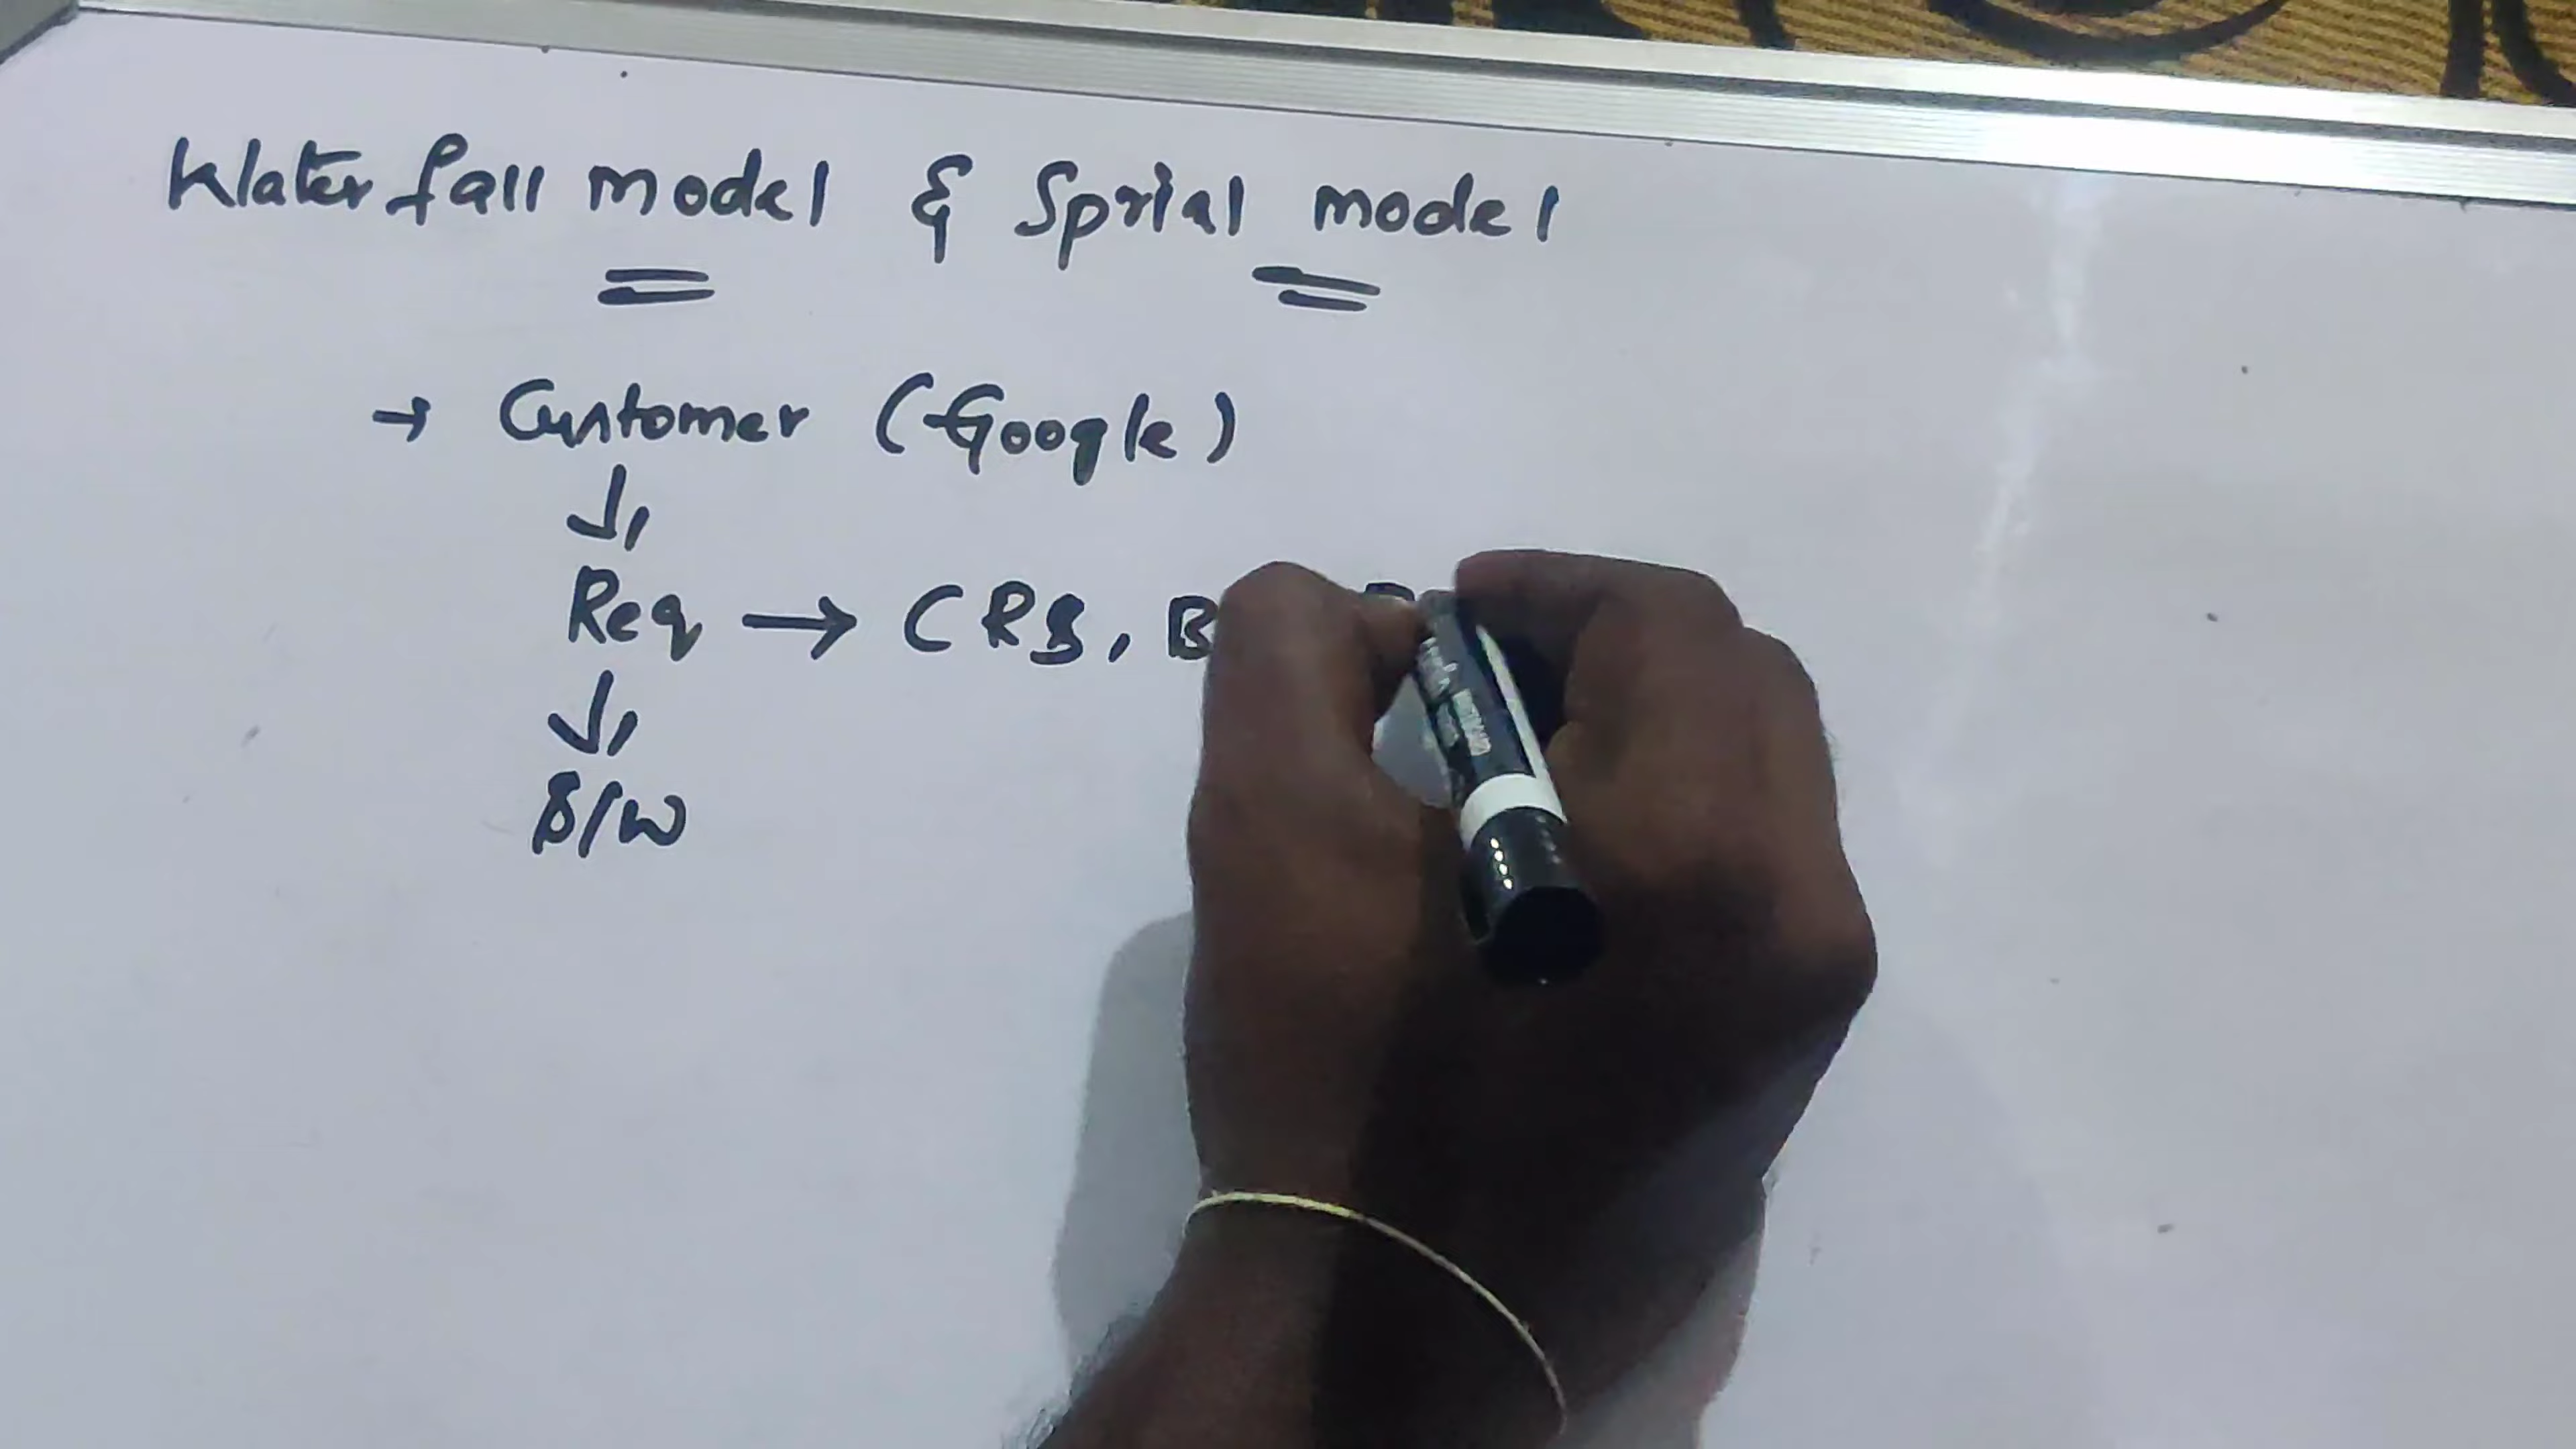 Waterfall model & Sprial model
→ Customer (Google)
↓
Req → CRS, B
↓
S/W